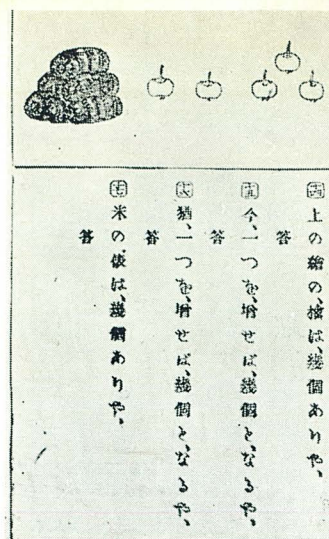 上の繪の、柿は、幾個ありや、
答
今、一つを、増せば、幾個と、なるや、
答
猶、一つを、増せば、幾個と、なるや、
答
米の、俵は、幾個ありや、
答